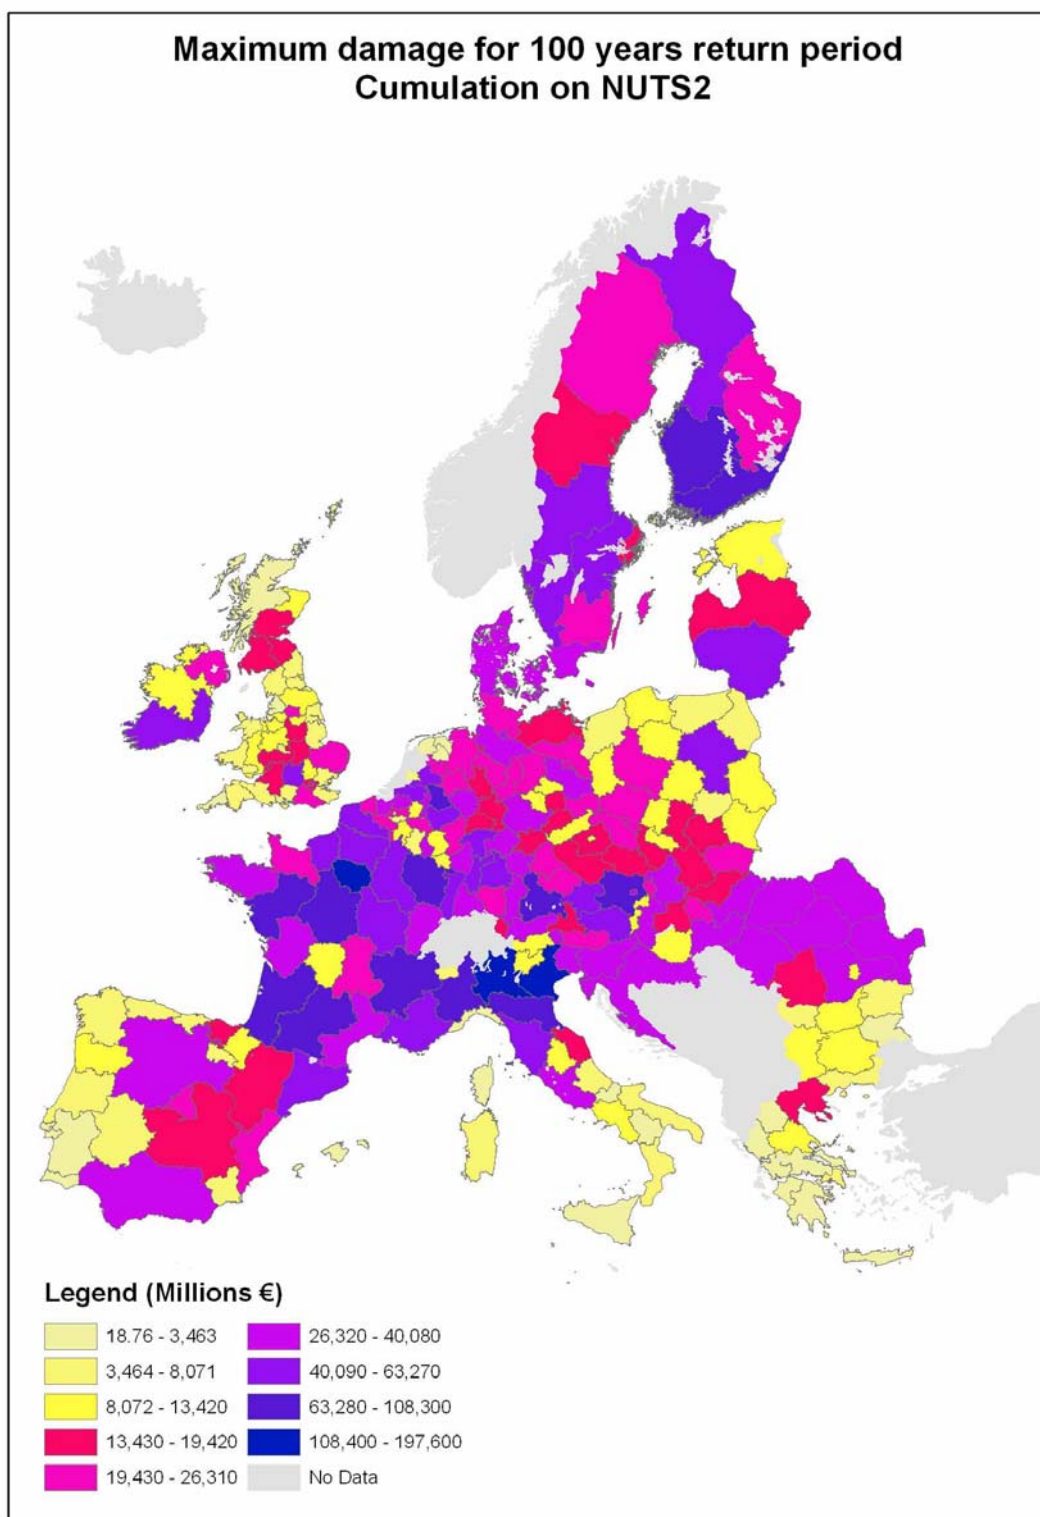 Maximum damage for 100 years return period
Cumulation on NUTS2
Legend (Millions €)
18.76 - 3,463
3,464 - 8,071
8,072 - 13,420
13,430 - 19,420
19,430 - 26,310
26,320 - 40,080
40,090 - 63,270
63,280 - 108,300
108,400 - 197,600
No Data